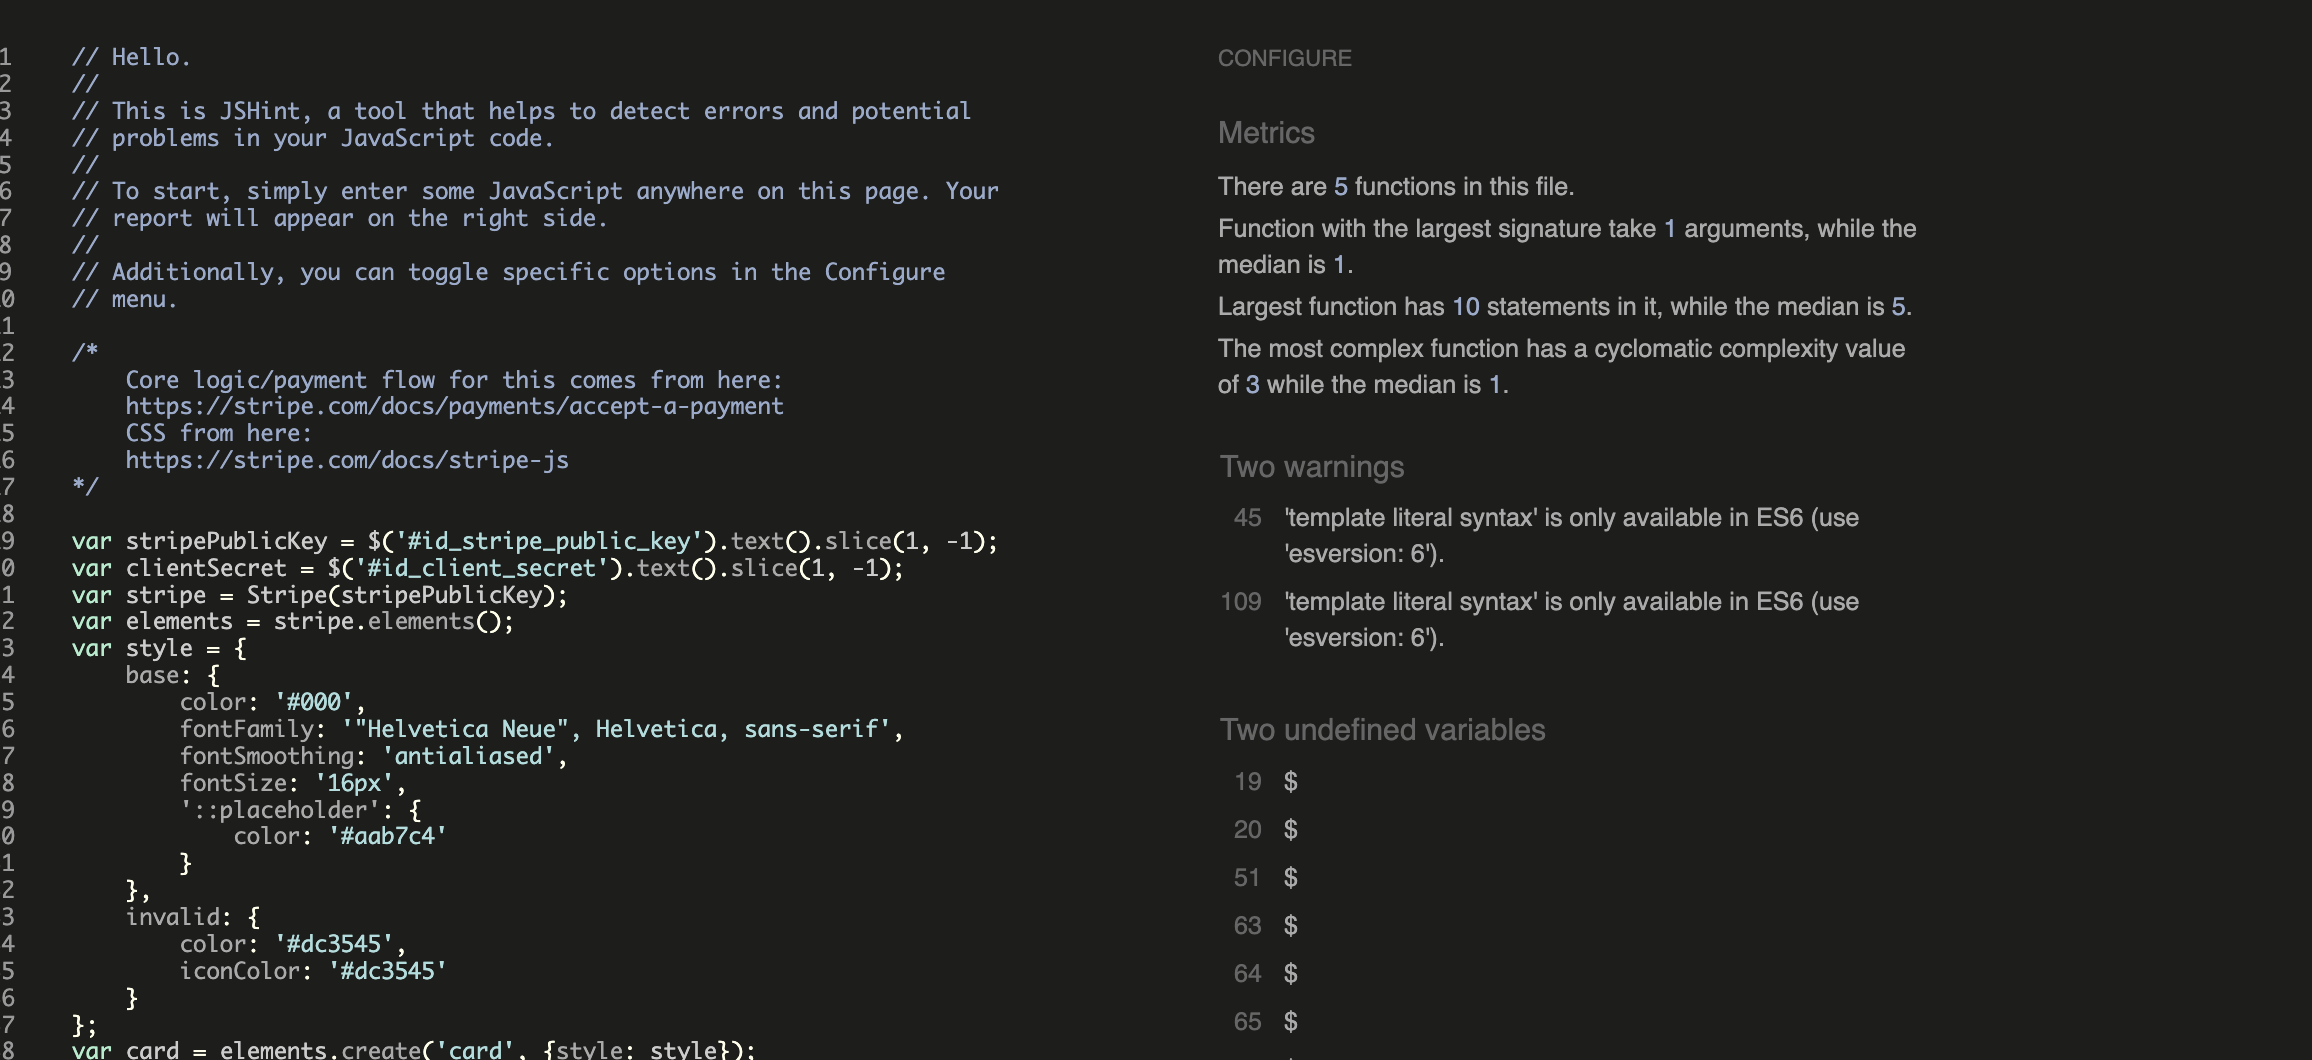 1 // Hello.
2 //
3 // This is JSHint, a tool that helps to detect errors and potential
4 // problems in your JavaScript code.
5 //
6 // To start, simply enter some JavaScript anywhere on this page. Your
7 // report will appear on the right side.
8 //
9 // Additionally, you can toggle specific options in the Configure
0 // menu.
1
2 /*
3 Core logic/payment flow for this comes from here:
4 https://stripe.com/docs/payments/accept-a-payment
5 CSS from here:
6 https://stripe.com/docs/stripe-js
7 */
8
9 var stripePublicKey = $('#id_stripe_public_key').text().slice(1, -1);
0 var clientSecret = $('#id_client_secret').text().slice(1, -1);
1 var stripe = Stripe(stripePublicKey);
2 var elements = stripe.elements();
3 var style = {
4 base: {
5 color: '#000',
6 fontFamily: '"Helvetica Neue", Helvetica, sans-serif',
7 fontSmoothing: 'antialiased',
8 fontSize: '16px',
9 '::placeholder': {
0 color: '#aab7c4'
1 }
2 },
3 invalid: {
4 color: '#dc3545',
5 iconColor: '#dc3545'
6 }
7 };
8 var card = elements.create('card', {style: style});
CONFIGURE
Metrics
There are 5 functions in this file.
Function with the largest signature take 1 arguments, while the
median is 1.
Largest function has 10 statements in it, while the median is 5.
The most complex function has a cyclomatic complexity value
of 3 while the median is 1.
Two warnings
45 'template literal syntax' is only available in ES6 (use
'esversion: 6').
109 'template literal syntax' is only available in ES6 (use
'esversion: 6').
Two undefined variables
19 $
20 $
51 $
63 $
64 $
65 $